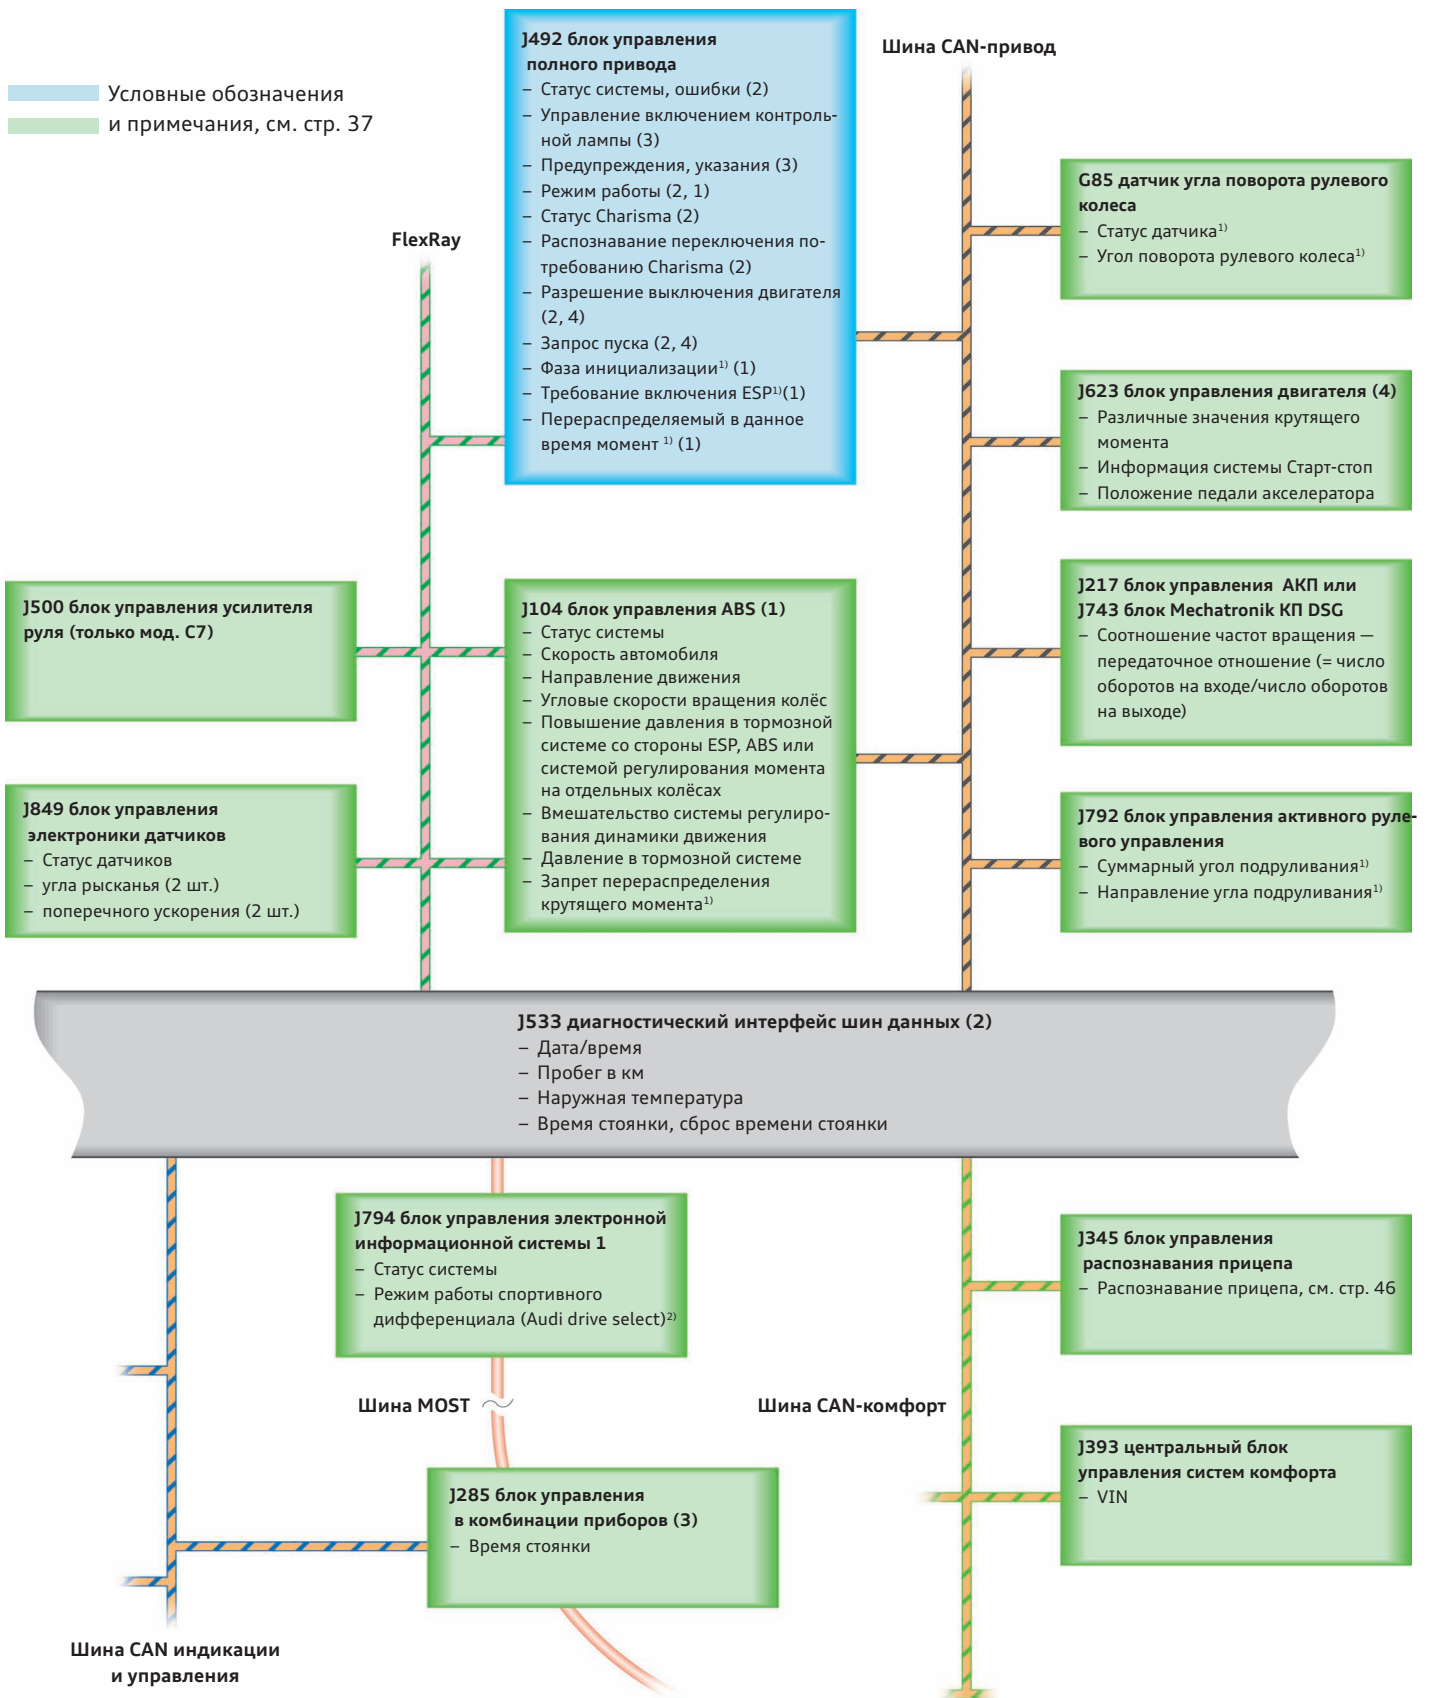 Условные обозначения
и примечания, см. стр. 37
J492 блок управления
полного привода
– Статус системы, ошибки (2)
– Управление включением контроль-
ной лампы (3)
– Предупреждения, указания (3)
– Режим работы (2, 1)
– Статус Charisma (2)
– Распознавание переключения по-
требованию Charisma (2)
– Разрешение выключения двигателя
(2, 4)
– Запрос пуска (2, 4)
– Фаза инициализации¹⁾ (1)
– Требование включения ESP¹⁾(1)
– Перераспределяемый в данное
время момент ¹⁾ (1)
Шина CAN-привод
FlexRay
G85 датчик угла поворота рулевого
колеса
– Статус датчика¹⁾
– Угол поворота рулевого колеса¹⁾
J623 блок управления двигателя (4)
– Различные значения крутящего
момента
– Информация системы Старт-стоп
– Положение педали акселератора
J500 блок управления усилителя
руля (только мод. C7)
J104 блок управления ABS (1)
– Статус системы
– Скорость автомобиля
– Направление движения
– Угловые скорости вращения колёс
– Повышение давления в тормозной
системе со стороны ESP, ABS или
системой регулирования момента
на отдельных колёсах
– Вмешательство системы регулиро-
вания динамики движения
– Давление в тормозной системе
– Запрет перераспределения
крутящего момента¹⁾
J217 блок управления АКП или
J743 блок Mechatronik КП DSG
– Соотношение частот вращения —
передаточное отношение (= число
оборотов на входе/число оборотов
на выходе)
J849 блок управления
электроники датчиков
– Статус датчиков
– угла рысканья (2 шт.)
– поперечного ускорения (2 шт.)
J792 блок управления активного руле-
вого управления
– Суммарный угол подруливания¹⁾
– Направление угла подруливания¹⁾
J533 диагностический интерфейс шин данных (2)
– Дата/время
– Пробег в км
– Наружная температура
– Время стоянки, сброс времени стоянки
J794 блок управления электронной
информационной системы 1
– Статус системы
– Режим работы спортивного
дифференциала (Audi drive select)²⁾
J345 блок управления
распознавания прицепа
– Распознавание прицепа, см. стр. 46
Шина MOST
Шина CAN-комфорт
J393 центральный блок
управления систем комфорта
– VIN
J285 блок управления
в комбинации приборов (3)
– Время стоянки
Шина CAN индикации
и управления